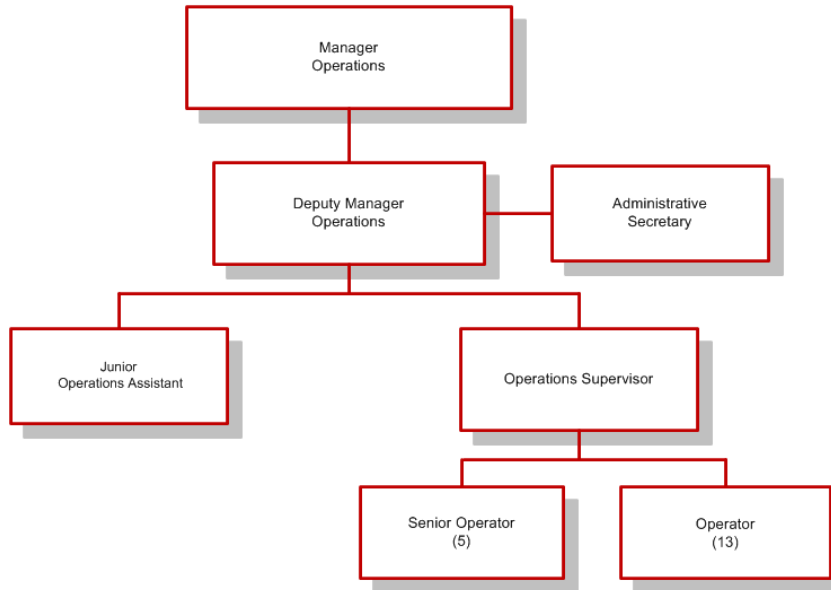 Manager
Operations
Deputy Manager
Operations
Administrative
Secretary
Junior
Operations Assistant
Operations Supervisor
Senior Operator
(5)
Operator
(13)